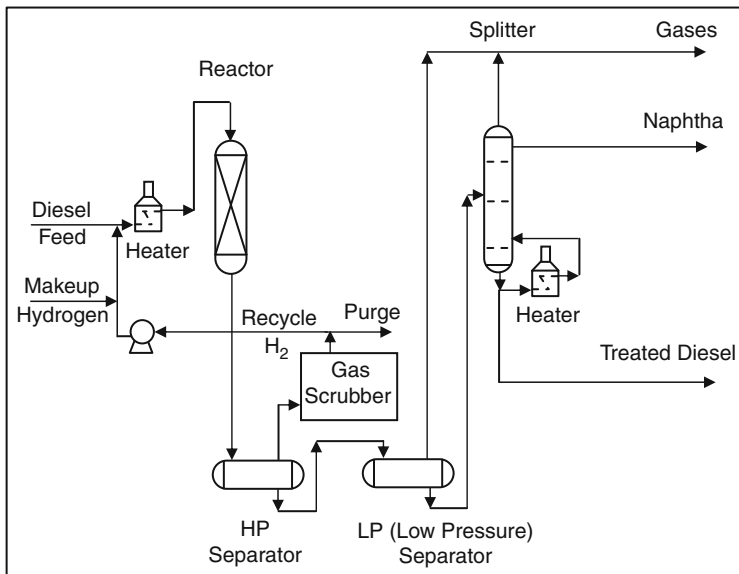 Splitter
Gases
Reactor
Naphtha
Diesel
Feed
Heater
Makeup
Hydrogen
Recycle
H2
Purge
Gas
Scrubber
Heater
Treated Diesel
HP
Separator
LP (Low Pressure)
Separator